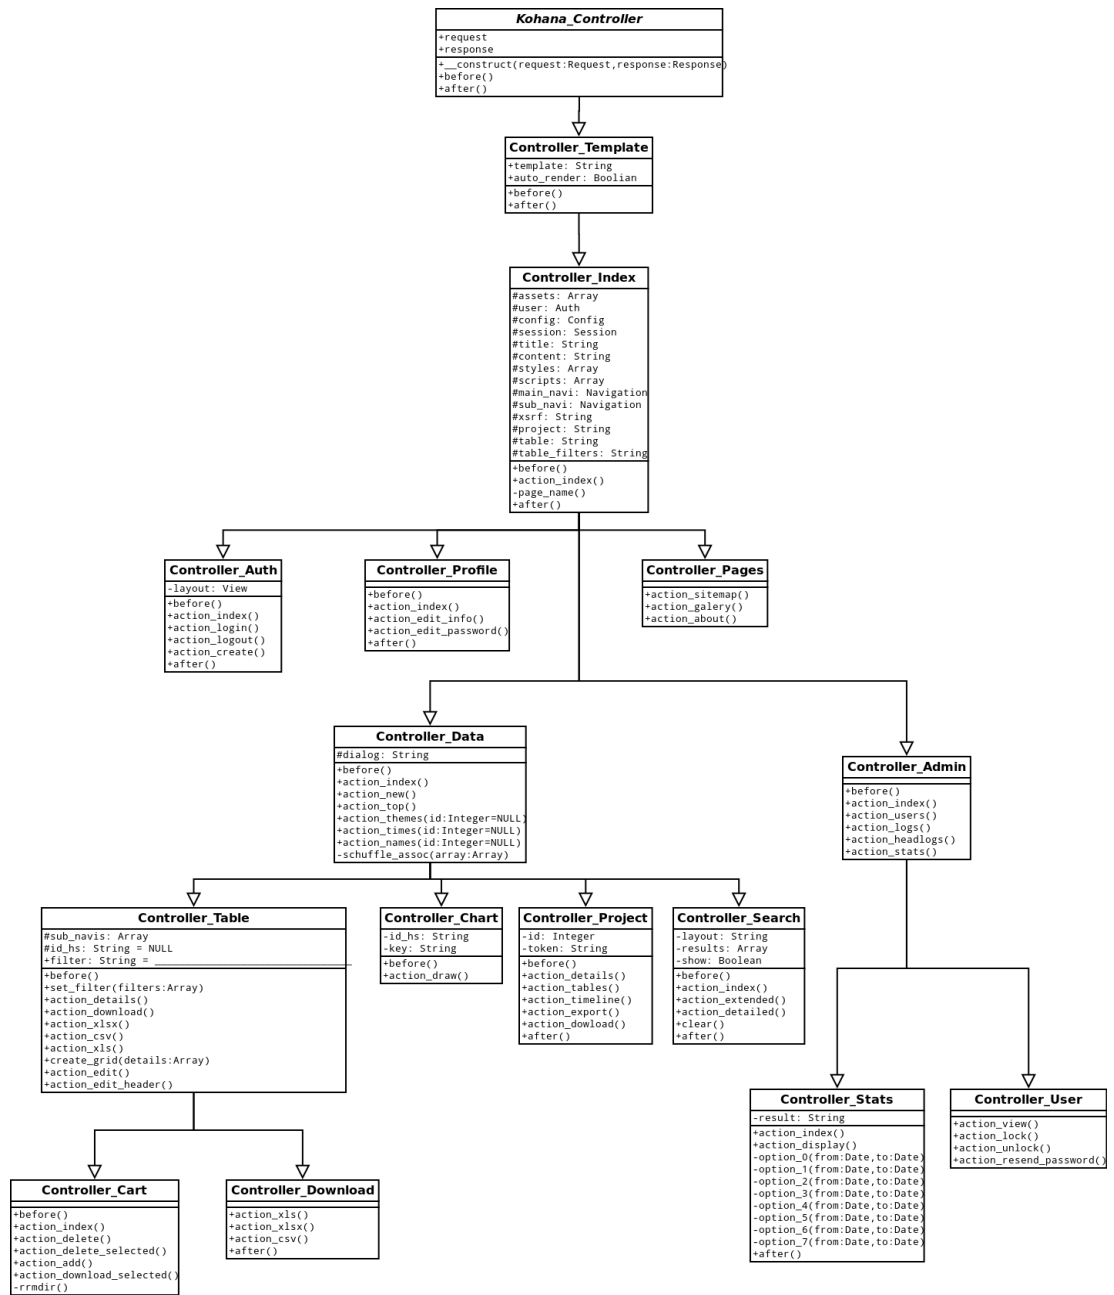 Kohana_Controller
+request
+response
+__construct(request:Request,response:Response)
+before()
+after()
Controller_Template
+template: String
+auto_render: Boolian
+before()
+after()
Controller_Index
#assets: Array
#user: Auth
#config: Config
#session: Session
#title: String
#content: String
#styles: Array
#scripts: Array
#main_navi: Navigation
#sub_navi: Navigation
#xsrf: String
#project: String
#table: String
#table_filters: String
+before()
+action_index()
-page_name()
+after()
Controller_Auth
-layout: View
+before()
+action_index()
+action_login()
+action_logout()
+action_create()
+after()
Controller_Profile
+before()
+action_index()
+action_edit_info()
+action_edit_password()
+after()
Controller_Pages
+action_sitemap()
+action_galery()
+action_about()
Controller_Data
#dialog: String
+before()
+action_index()
+action_new()
+action_top()
+action_themes(id:Integer=NULL)
+action_times(id:Integer=NULL)
+action_names(id:Integer=NULL)
-schuffle_assoc(array:Array)
Controller_Admin
+before()
+action_index()
+action_users()
+action_logs()
+action_headlogs()
+action_stats()
Controller_Table
#sub_navis: Array
#id_hs: String = NULL
+filter: String = ________________________________
+before()
+set_filter(filters:Array)
+action_details()
+action_download()
+action_xlsx()
+action_csv()
+action_xls()
+create_grid(details:Array)
+action_edit()
+action_edit_header()
Controller_Chart
-id_hs: String
-key: String
+before()
+action_draw()
Controller_Project
-id: Integer
-token: String
+before()
+action_details()
+action_tables()
+action_timeline()
+action_export()
+action_dowload()
+after()
Controller_Search
-layout: String
-results: Array
-show: Boolean
+before()
+action_index()
+action_extended()
+action_detailed()
+clear()
+after()
Controller_Stats
-result: String
+action_index()
+action_display()
-option_0(from:Date,to:Date)
-option_1(from:Date,to:Date)
-option_2(from:Date,to:Date)
-option_3(from:Date,to:Date)
-option_4(from:Date,to:Date)
-option_5(from:Date,to:Date)
-option_6(from:Date,to:Date)
-option_7(from:Date,to:Date)
+after()
Controller_User
+action_view()
+action_lock()
+action_unlock()
+action_resend_password()
Controller_Cart
+before()
+action_index()
+action_delete()
+action_delete_selected()
+action_add()
+action_download_selected()
-rrmdir()
Controller_Download
+action_xls()
+action_xlsx()
+action_csv()
+after()